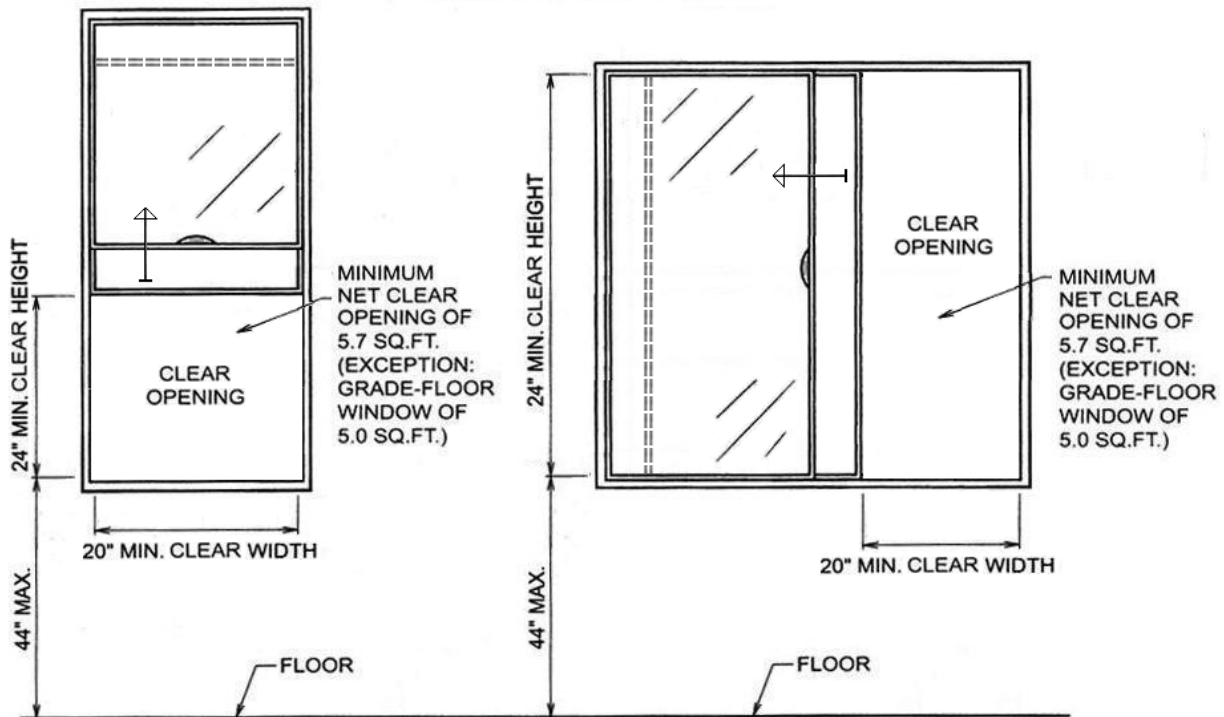 24" MIN. CLEAR HEIGHT
CLEAR
OPENING
MINIMUM
NET CLEAR
OPENING OF
5.7 SQ.FT.
(EXCEPTION:
GRADE-FLOOR
WINDOW OF
5.0 SQ.FT.)
20" MIN. CLEAR WIDTH
44" MAX.
FLOOR
24" MIN. CLEAR HEIGHT
CLEAR
OPENING
MINIMUM
NET CLEAR
OPENING OF
5.7 SQ.FT.
(EXCEPTION:
GRADE-FLOOR
WINDOW OF
5.0 SQ.FT.)
20" MIN. CLEAR WIDTH
44" MAX.
FLOOR